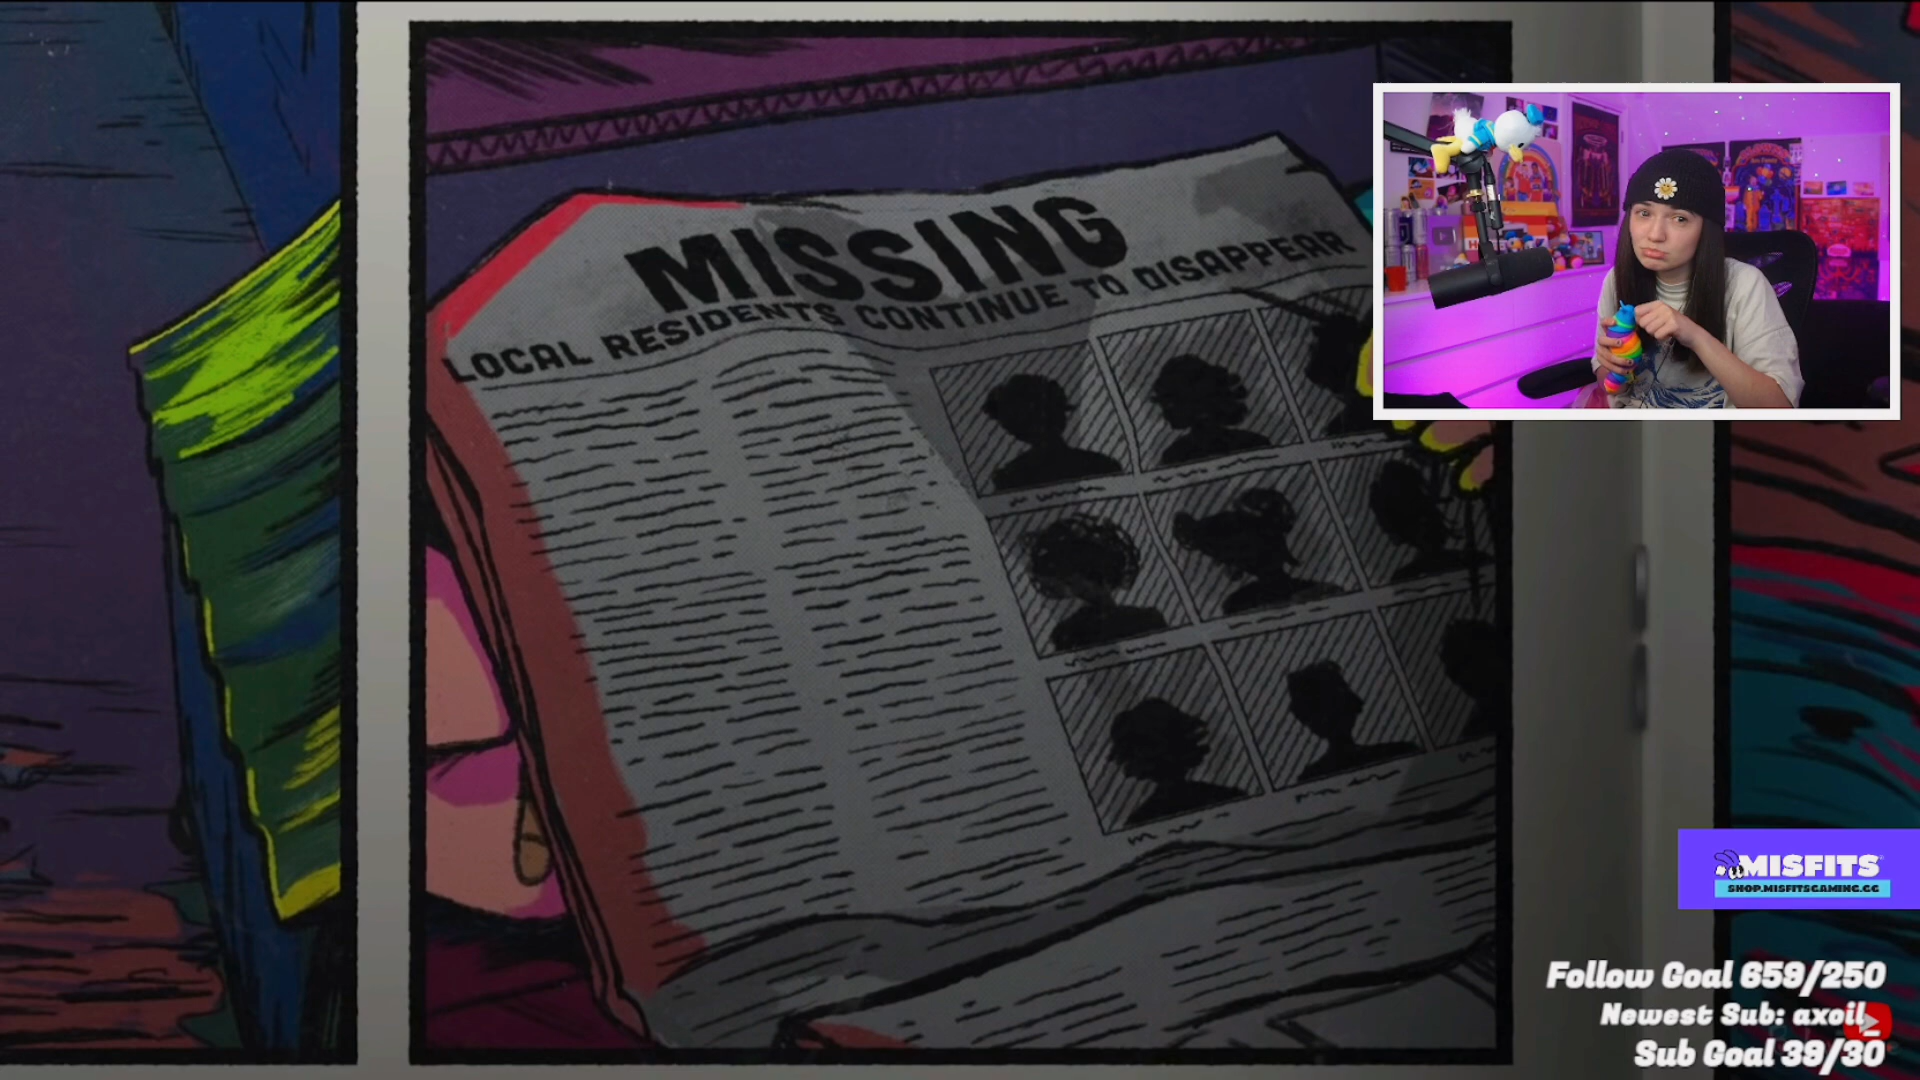 MISSING
LOCAL RESIDENTS CONTINUE TO DISAPPEAR
MISFITS
SHOP.MISFITSGAMING.GG
Follow Goal 659/250
Newest Sub: axoil_
Sub Goal 39/30